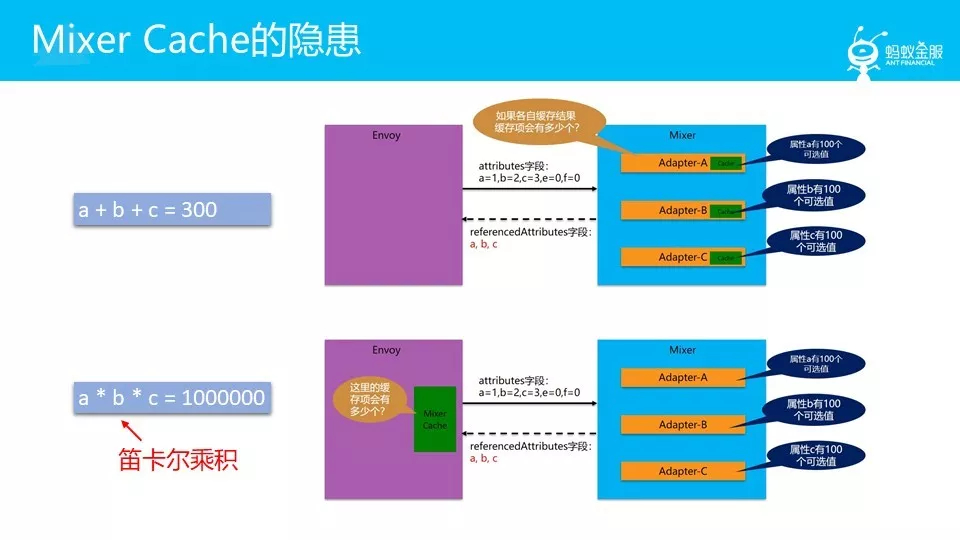 Mixer Cache的隐患
蚂蚁金服
ANT FINANCIAL
a + b + c = 300
Envoy
如果各自缓存结果
缓存项会有多少个?
attributes字段:
a=1,b=2,c=3,e=0,f=0
referencedAttributes字段:
a, b, c
Mixer
Adapter-A
Cache
Adapter-B
Cache
Adapter-C
Cache
属性a有100个
可选值
属性b有100
个可选值
属性c有100
个可选值
a * b * c = 1000000
笛卡尔乘积
Envoy
这里的缓
存项会有
多少个?
Mixer
Cache
attributes字段:
a=1,b=2,c=3,e=0,f=0
referencedAttributes字段:
a, b, c
Mixer
Adapter-A
Adapter-B
Adapter-C
属性a有100个
可选值
属性b有100
个可选值
属性c有100
个可选值